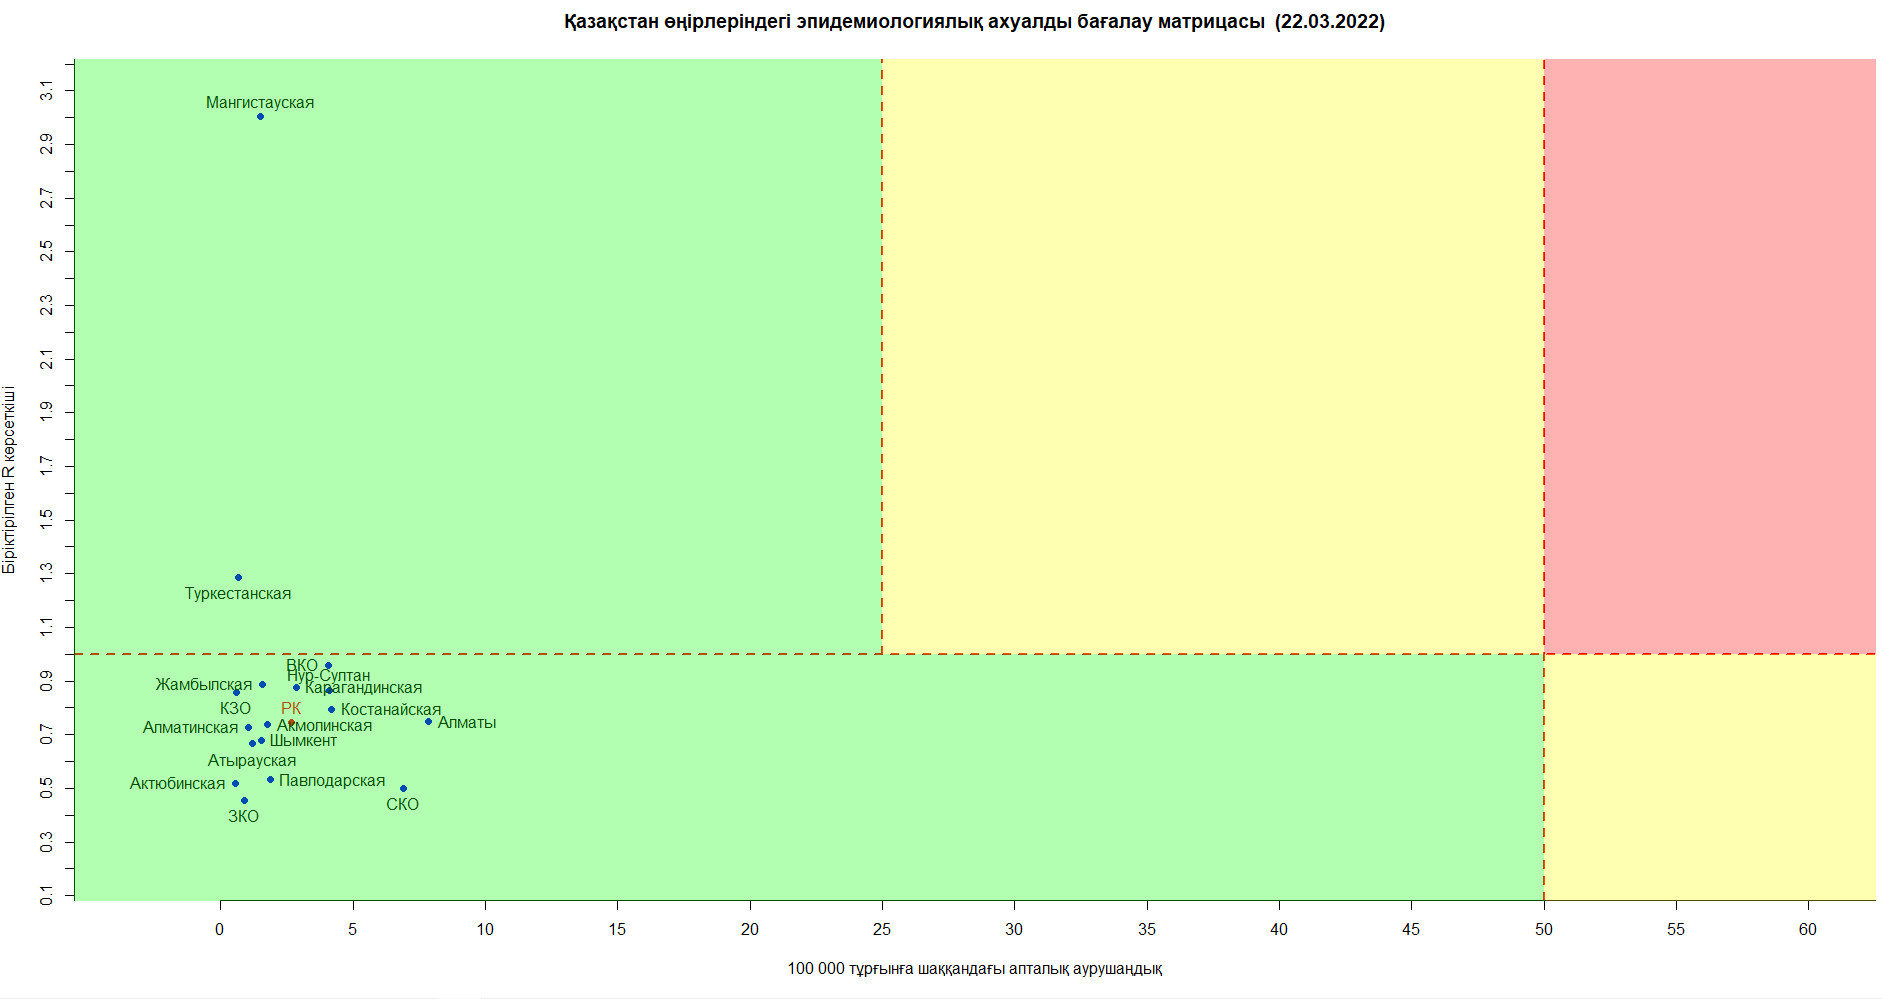 Қазақстан өңірлеріндегі эпидемиологиялық ахуалды бағалау матрицасы (22.03.2022)
Біріктірілген R көрсеткіші
3.1
2.9
2.7
2.5
2.3
2.1
1.9
1.7
1.5
1.3
1.1
0.9
0.7
0.5
0.3
0.1
Мангистауская
Туркестанская
ВКО
Нур-Султан
Жамбылская
Карагандинская
КЗО
РК
Костанайская
Алматинская
Акмолинская
Алматы
Шымкент
Атырауская
Актюбинская
Павлодарская
СКО
ЗКО
0 5 10 15 20 25 30 35 40 45 50 55 60
100 000 тұрғынға шаққандағы апталық аурушаңдық